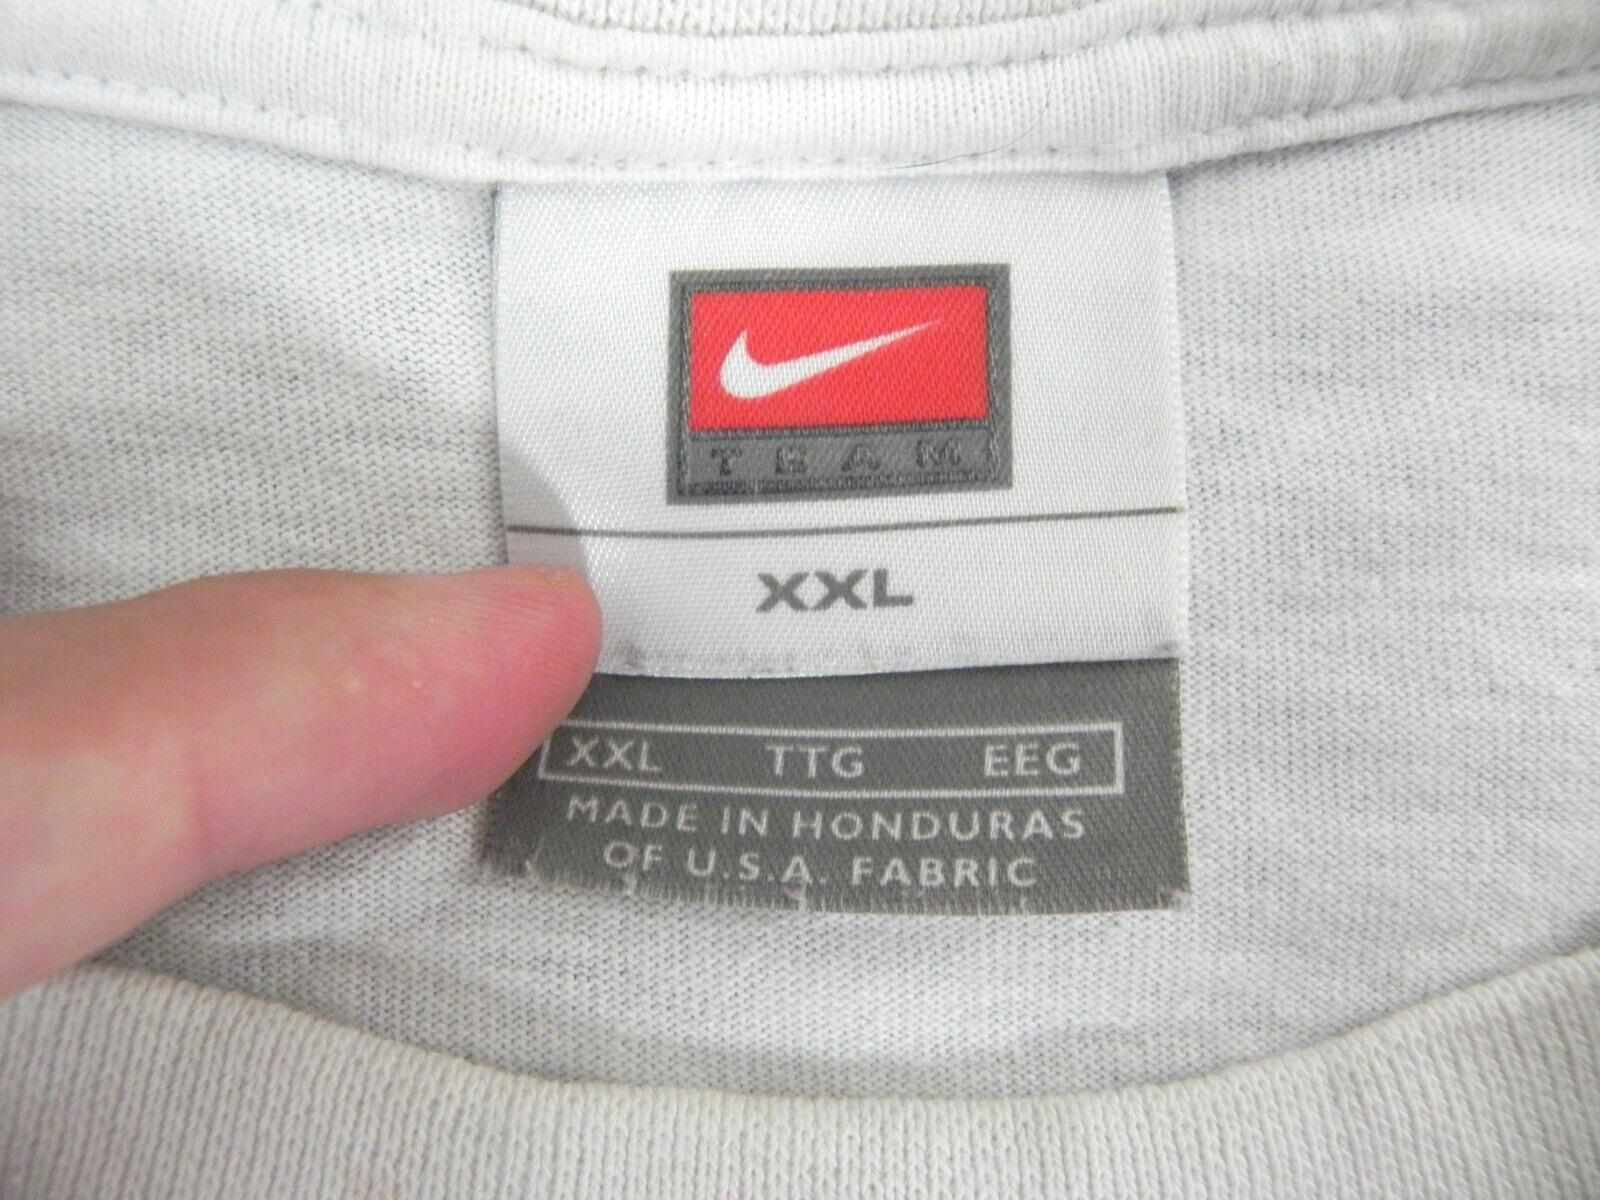 TEAM
XXL
XXL TTG EEG
MADE IN HONDURAS
OF U.S.A. FABRIC